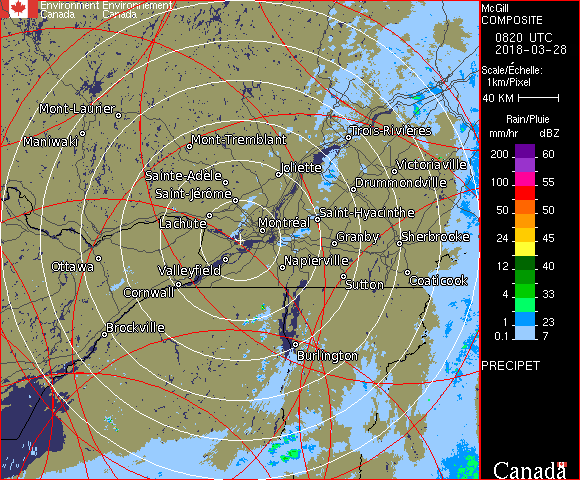 Environment Environnement
Canada Canada
McGill
COMPOSITE
0820 UTC
2018-03-28
Scale/Échelle:
1km/Pixel
40 KM
Rain/Pluie
mm/hr dBZ
200 60
100 55
50 50
24 45
12 40
4 33
1 23
0.1 7
PRECIPET
Canada
Mont-Laurier
Maniwaki
Mont-Tremblant
Trois-Rivières
Joliette
Victoriaville
Sainte-Adèle
Drummondville
Saint-Jérôme
Saint-Hyacinthe
Lachute
Montréal
Granby
Sherbrooke
Ottawa
Valleyfield
Napierville
Cornwall
Sutton
Coaticook
Brockville
Burlington